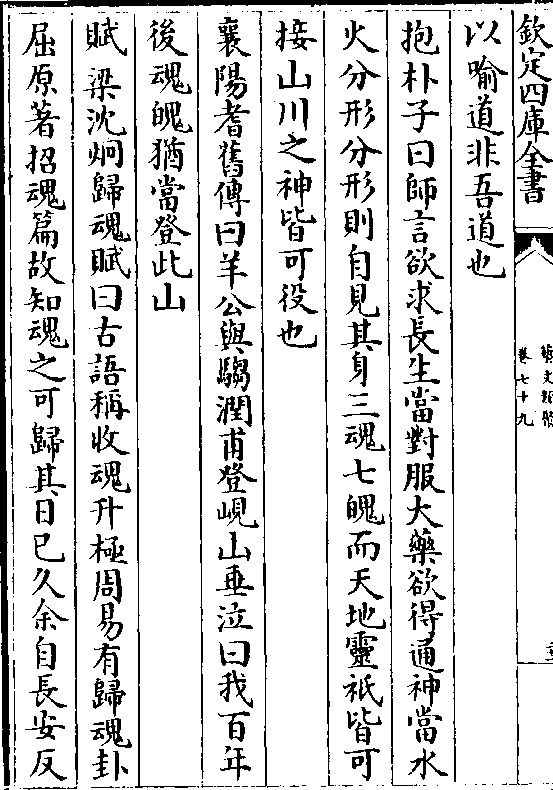 欽定四庫全書
藝文類聚
卷七十九
以喻道非吾道也
抱朴子曰師言欲求長生當對服大藥欲得通神當水
火分形分形則自見其身三魂七魄而天地靈祇皆可
接山川之神皆可役也
襄陽耆舊傳曰羊公與騶潤甫登峴山垂泣曰我百年
後魂魄猶當登此山
賦 梁沈炯歸魂賦曰古語稱收魂升極周易有歸魂卦
屈原著招魂篇故知魂之可歸其日已久余自長安反